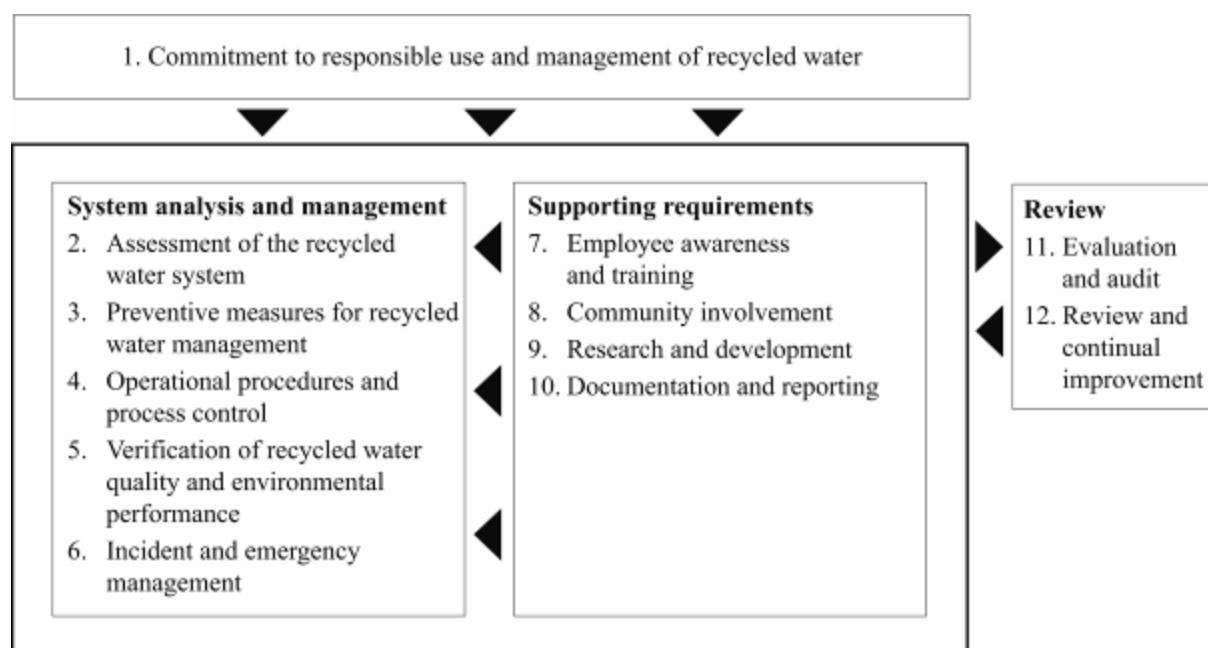 1. Commitment to responsible use and management of recycled water
System analysis and management
2. Assessment of the recycled
water system
3. Preventive measures for recycled
water management
4. Operational procedures and
process control
5. Verification of recycled water
quality and environmental
performance
6. Incident and emergency
management
Supporting requirements
7. Employee awareness
and training
8. Community involvement
9. Research and development
10. Documentation and reporting
Review
11. Evaluation
and audit
12. Review and
continual
improvement